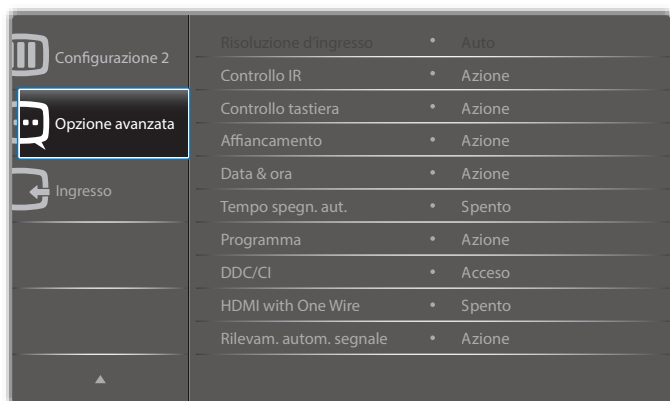 Configurazione 2
Opzione avanzata
Ingresso
Risoluzione d'ingresso • Auto
Controllo IR • Azione
Controllo tastiera • Azione
Affiancamento • Azione
Data & ora • Azione
Tempo spegn. aut. • Spento
Programma • Azione
DDC/CI • Acceso
HDMI with One Wire • Spento
Rilevam. autom. segnale • Azione